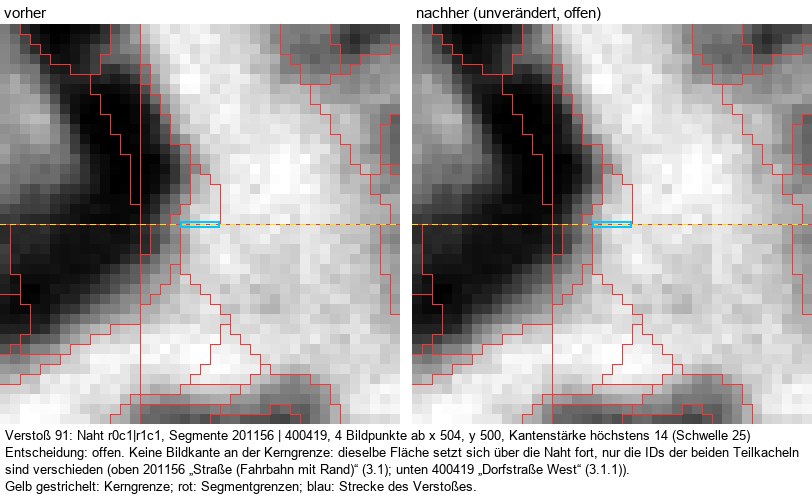 vorher
nachher (unverändert, offen)
Verstoß 91: Naht r0c1|r1c1, Segmente 201156 | 400419, 4 Bildpunkte ab x 504, y 500, Kantenstärke höchstens 14 (Schwelle 25)
Entscheidung: offen. Keine Bildkante an der Kerngrenze: dieselbe Fläche setzt sich über die Naht fort, nur die IDs der beiden Teilkacheln
sind verschieden (oben 201156 „Straße (Fahrbahn mit Rand)“ (3.1); unten 400419 „Dorfstraße West“ (3.1.1)).
Gelb gestrichelt: Kerngrenze; rot: Segmentgrenzen; blau: Strecke des Verstoßes.